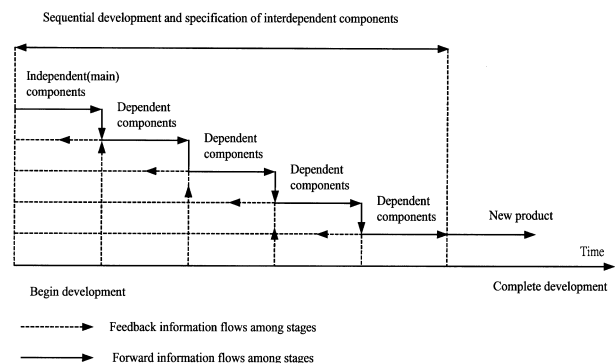 Sequential development and specification of interdependent components
Independent(main)
components
Dependent
components
Dependent
components
Dependent
components
Dependent
components
New product
Time
Begin development
Complete development
Feedback information flows among stages
Forward information flows among stages